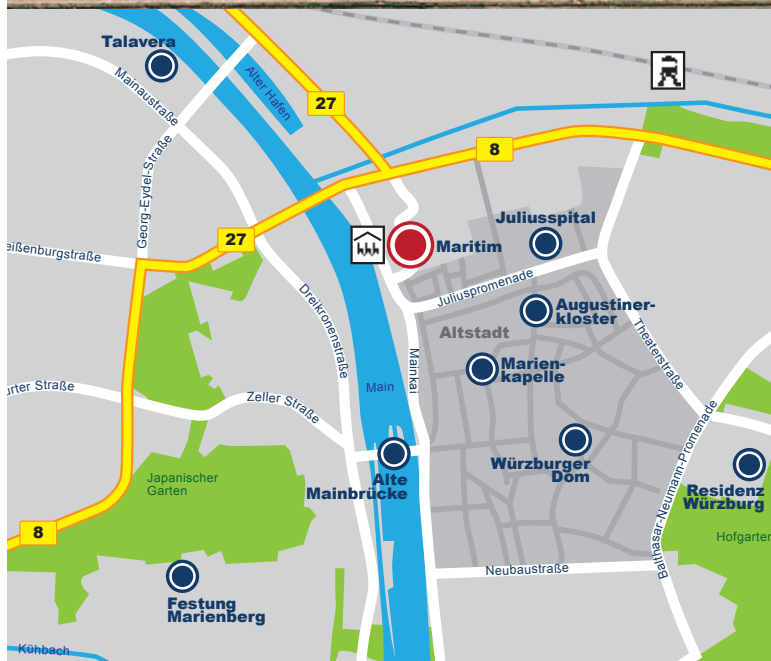 Talavera
Mainaustraße
Alter Hafen
27
8
Georg-Eydel-Straße
Juliusspital
Maritim
27
eißenburgstraße
Juliuspromenade
Augustiner-
kloster
Dreikronenstraße
Altstadt
Theaterstraße
Mainkai
Marien-
kapelle
Main
urter Straße
Zeller Straße
Balthasar-Neumann-Promenade
Würzburger
Dom
Alte
Mainbrücke
Japanischer
Garten
Residenz
Würzburg
8
Hofgarten
Neubaustraße
Festung
Marienberg
Kühbach